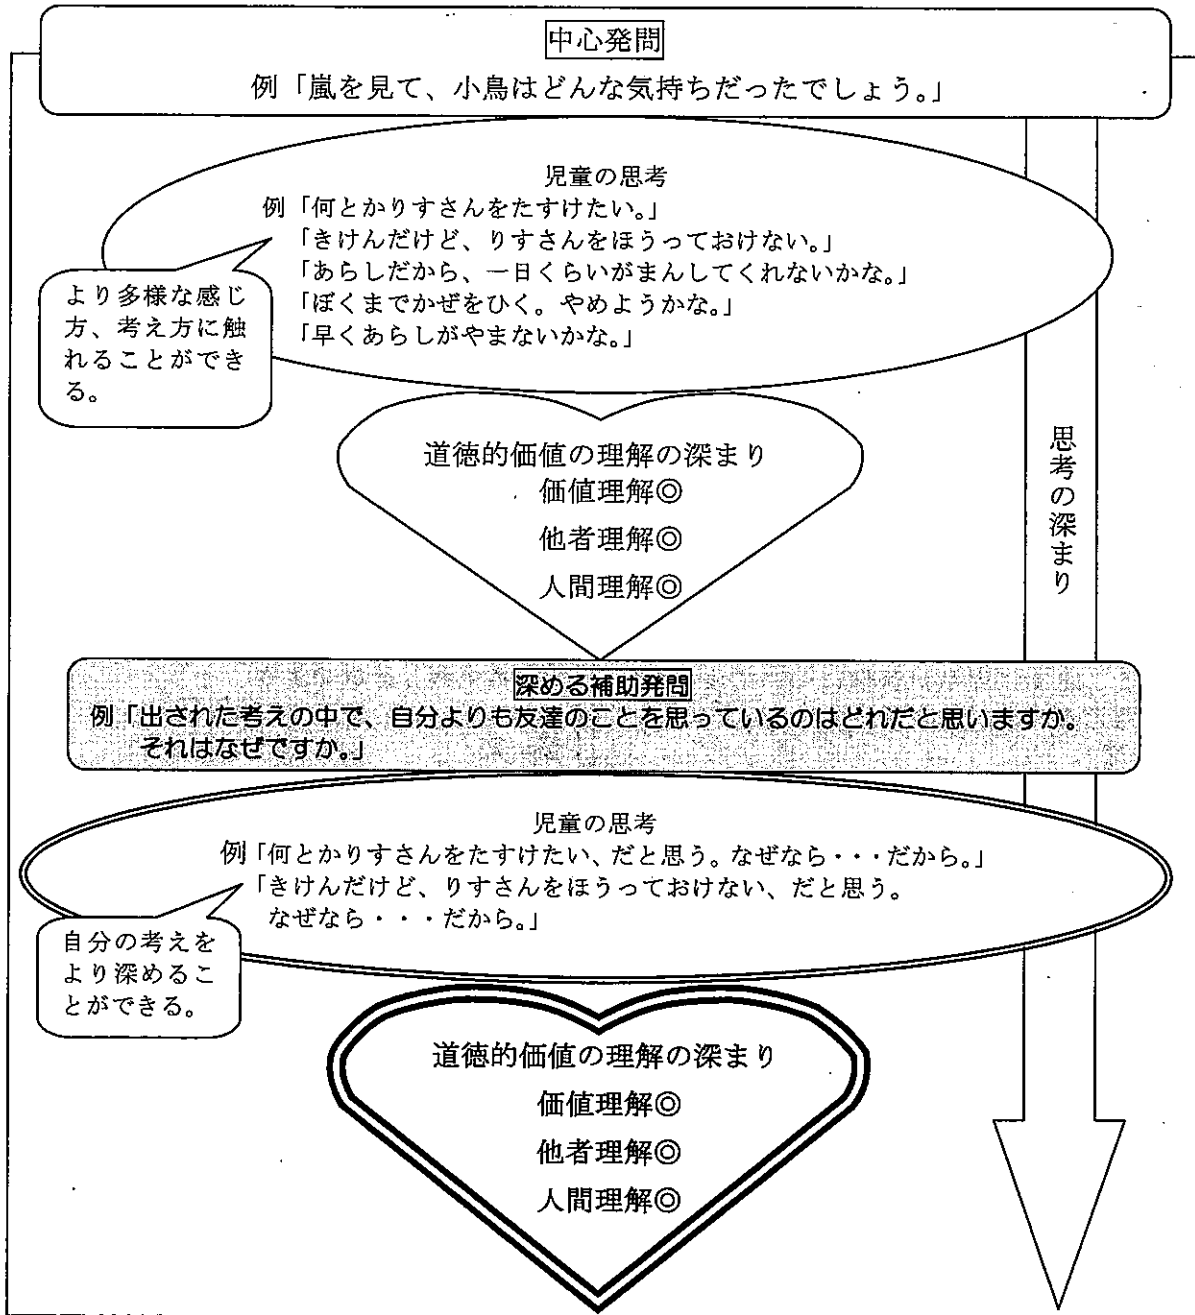 中心発問
例「嵐を見て、小鳥はどんな気持ちだったでしょう。」
児童の思考
例「何とかりすさんをたすけたい。」
「きけんだけど、りすさんをほうっておけない。」
「あらしだから、一日くらいがまんしてくれないかな。」
「ぼくまでかぜをひく。やめようかな。」
「早くあらしがやまないかな。」
より多様な感じ
方、考え方に触
れることができ
る。
道徳的価値の理解の深まり
価値理解◎
他者理解◎
人間理解◎
思考の深まり
深める補助発問
例「出された考えの中で、自分よりも友達のことを思っているのはどれだと思いますか。
それはなぜですか。」
児童の思考
例「何とかりすさんをたすけたい、だと思う。なぜなら・・・だから。」
「きけんだけど、りすさんをほうっておけない、だと思う。
なぜなら・・・だから。」
自分の考えを
より深めるこ
とができる。
道徳的価値の理解の深まり
価値理解◎
他者理解◎
人間理解◎